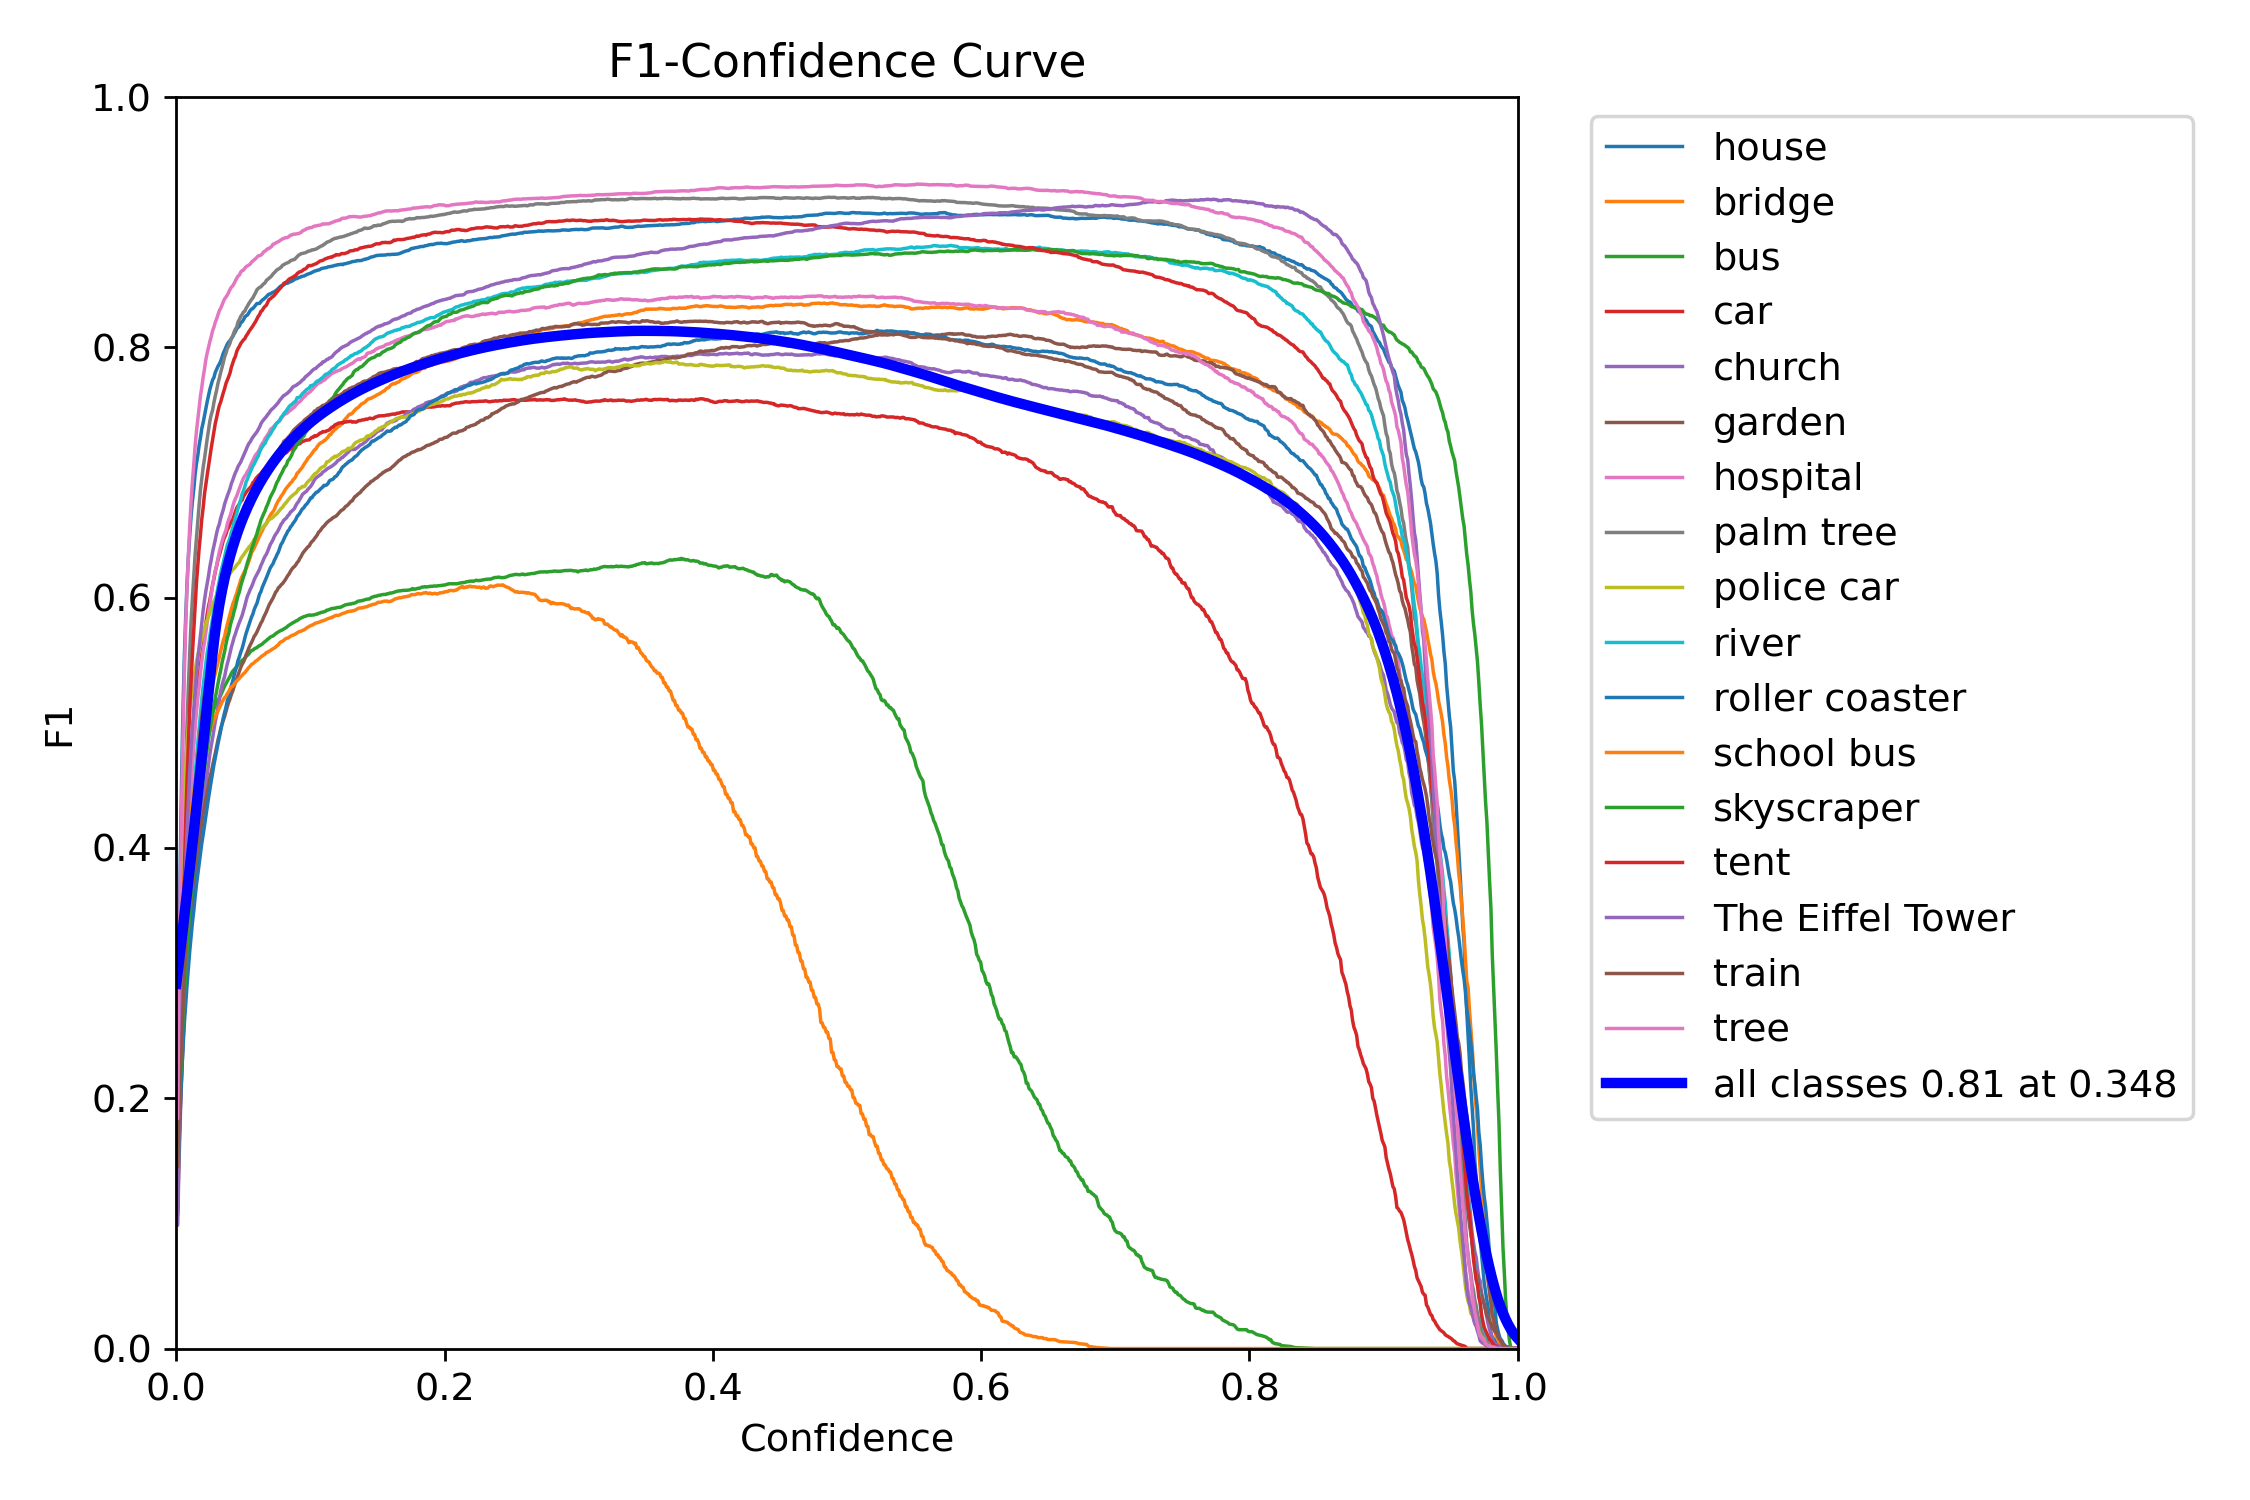 F1-Confidence Curve
1.0
0.8
0.6
0.4
0.2
0.0
F1
0.0 0.2 0.4 0.6 0.8 1.0
Confidence
house
bridge
bus
car
church
garden
hospital
palm tree
police car
river
roller coaster
school bus
skyscraper
tent
The Eiffel Tower
train
tree
all classes 0.81 at 0.348